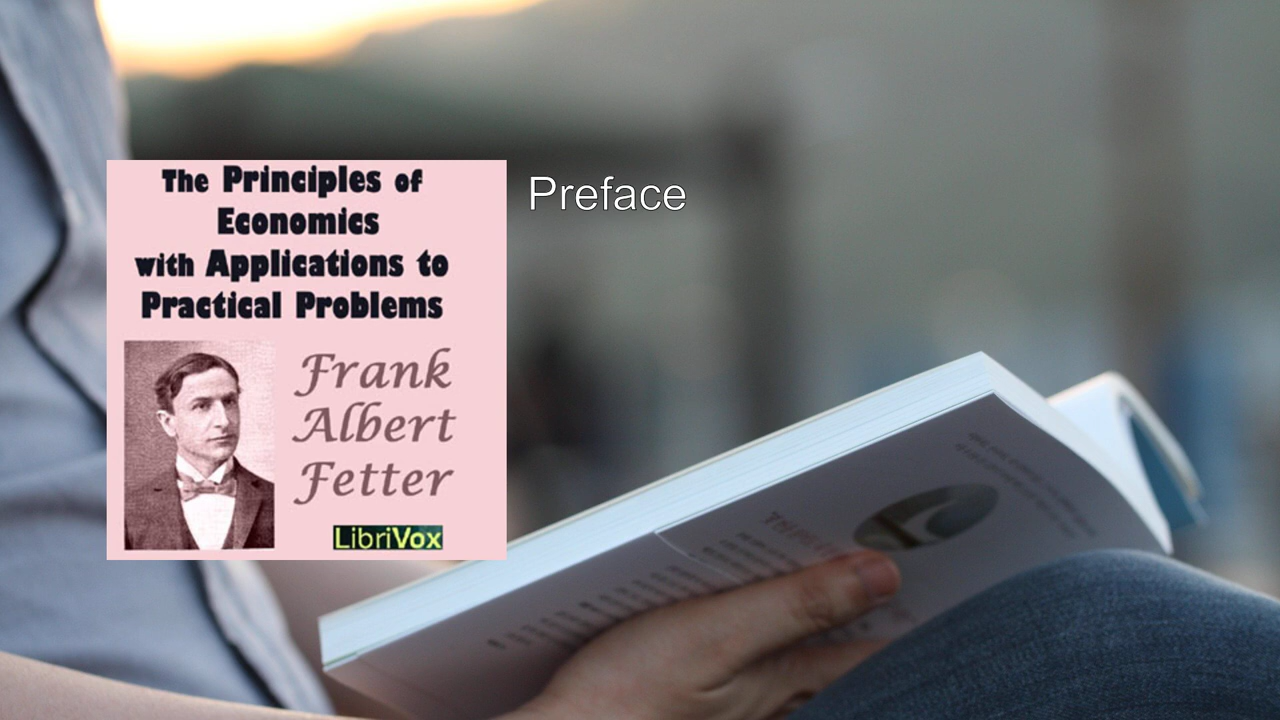 The Principles of
Economics
with Applications to
Practical Problems
Frank
Albert
Fetter
LibriVox
Preface